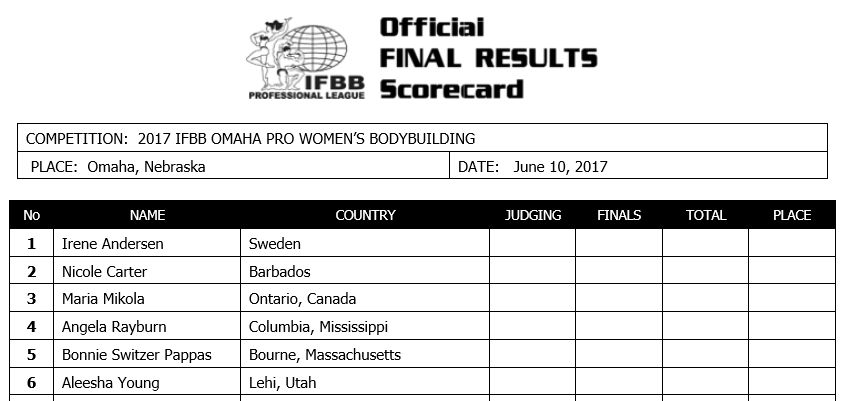 Official
FINAL RESULTS
Scorecard
IFBB
PROFESSIONAL LEAGUE
COMPETITION: 2017 IFBB OMAHA PRO WOMEN'S BODYBUILDING
PLACE: Omaha, Nebraska DATE: June 10, 2017
No NAME COUNTRY JUDGING FINALS TOTAL PLACE
1 Irene Andersen Sweden
2 Nicole Carter Barbados
3 Maria Mikola Ontario, Canada
4 Angela Rayburn Columbia, Mississippi
5 Bonnie Switzer Pappas Bourne, Massachusetts
6 Aleesha Young Lehi, Utah